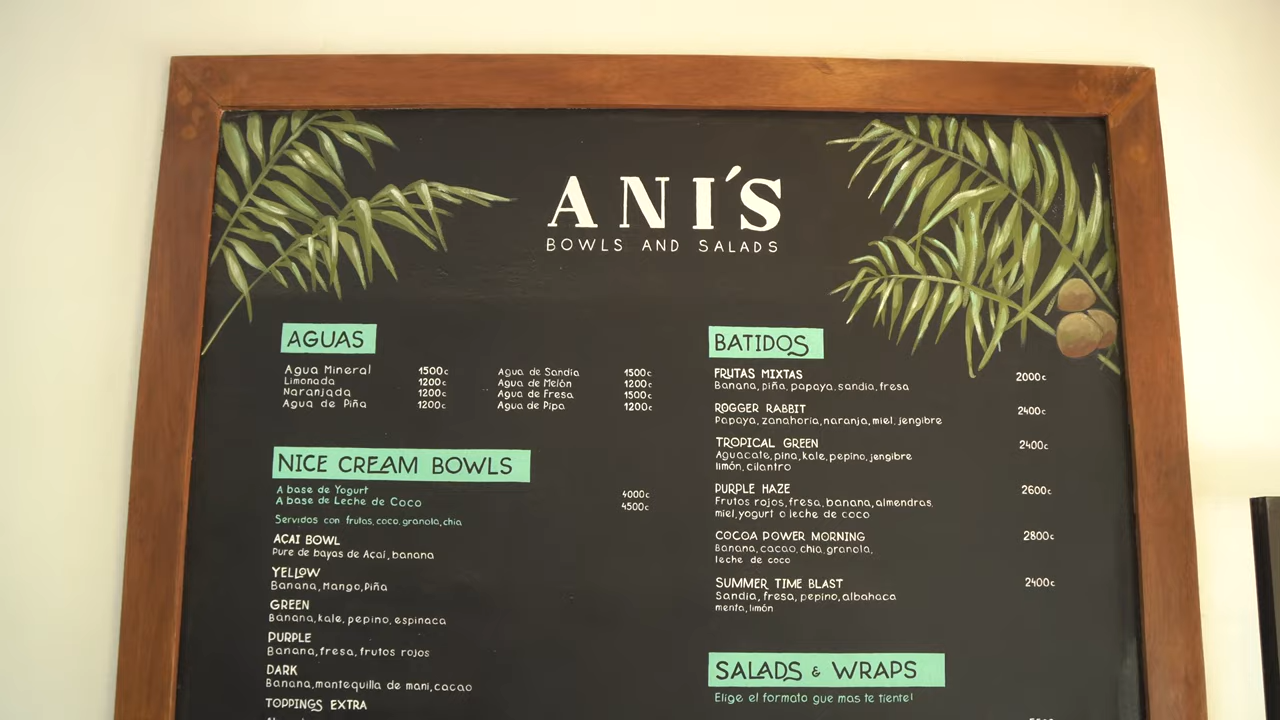 ANI'S
BOWLS AND SALADS
AGUAS
Agua Mineral 1500c
Limonada 1200c
Naranjada 1200c
Agua de Piña 1200c
Agua de Sandia 1500c
Agua de Melón 1200c
Agua de Fresa 1500c
Agua de Pipa 1200c
NICE CREAM BOWLS
A base de Yogurt 4000c
A base de Leche de Coco 4500c
Servidos con frutas, coco, granola, chia
ACAI BOWL
Pure de bayas de Acaí, banana
YELLOW
Banana, Mango, Piña
GREEN
Banana, kale, pepino, espinaca
PURPLE
Banana, fresa, frutos rojos
DARK
Banana, mantequilla de mani, cacao
TOPPINGS EXTRA
BATIDOS
FRUTAS MIXTAS 2000c
Banana, piña, papaya, sandia, fresa
ROGGER RABBIT 2400c
Papaya, zanahoria, naranja, miel, jengibre
TROPICAL GREEN 2400c
Aguacate, pina, kale, pepino, jengibre
limón, cilantro
PURPLE HAZE 2600c
Frutos rojos, fresa, banana, almendras,
miel, yogurt o leche de coco
COCOA POWER MORNING 2800c
Banana, cacao, chia, granola,
leche de coco
SUMMER TIME BLAST 2400c
Sandia, fresa, pepino, albahaca
menta, limón
SALADS & WRAPS
Elige el formato que mas te tiente!